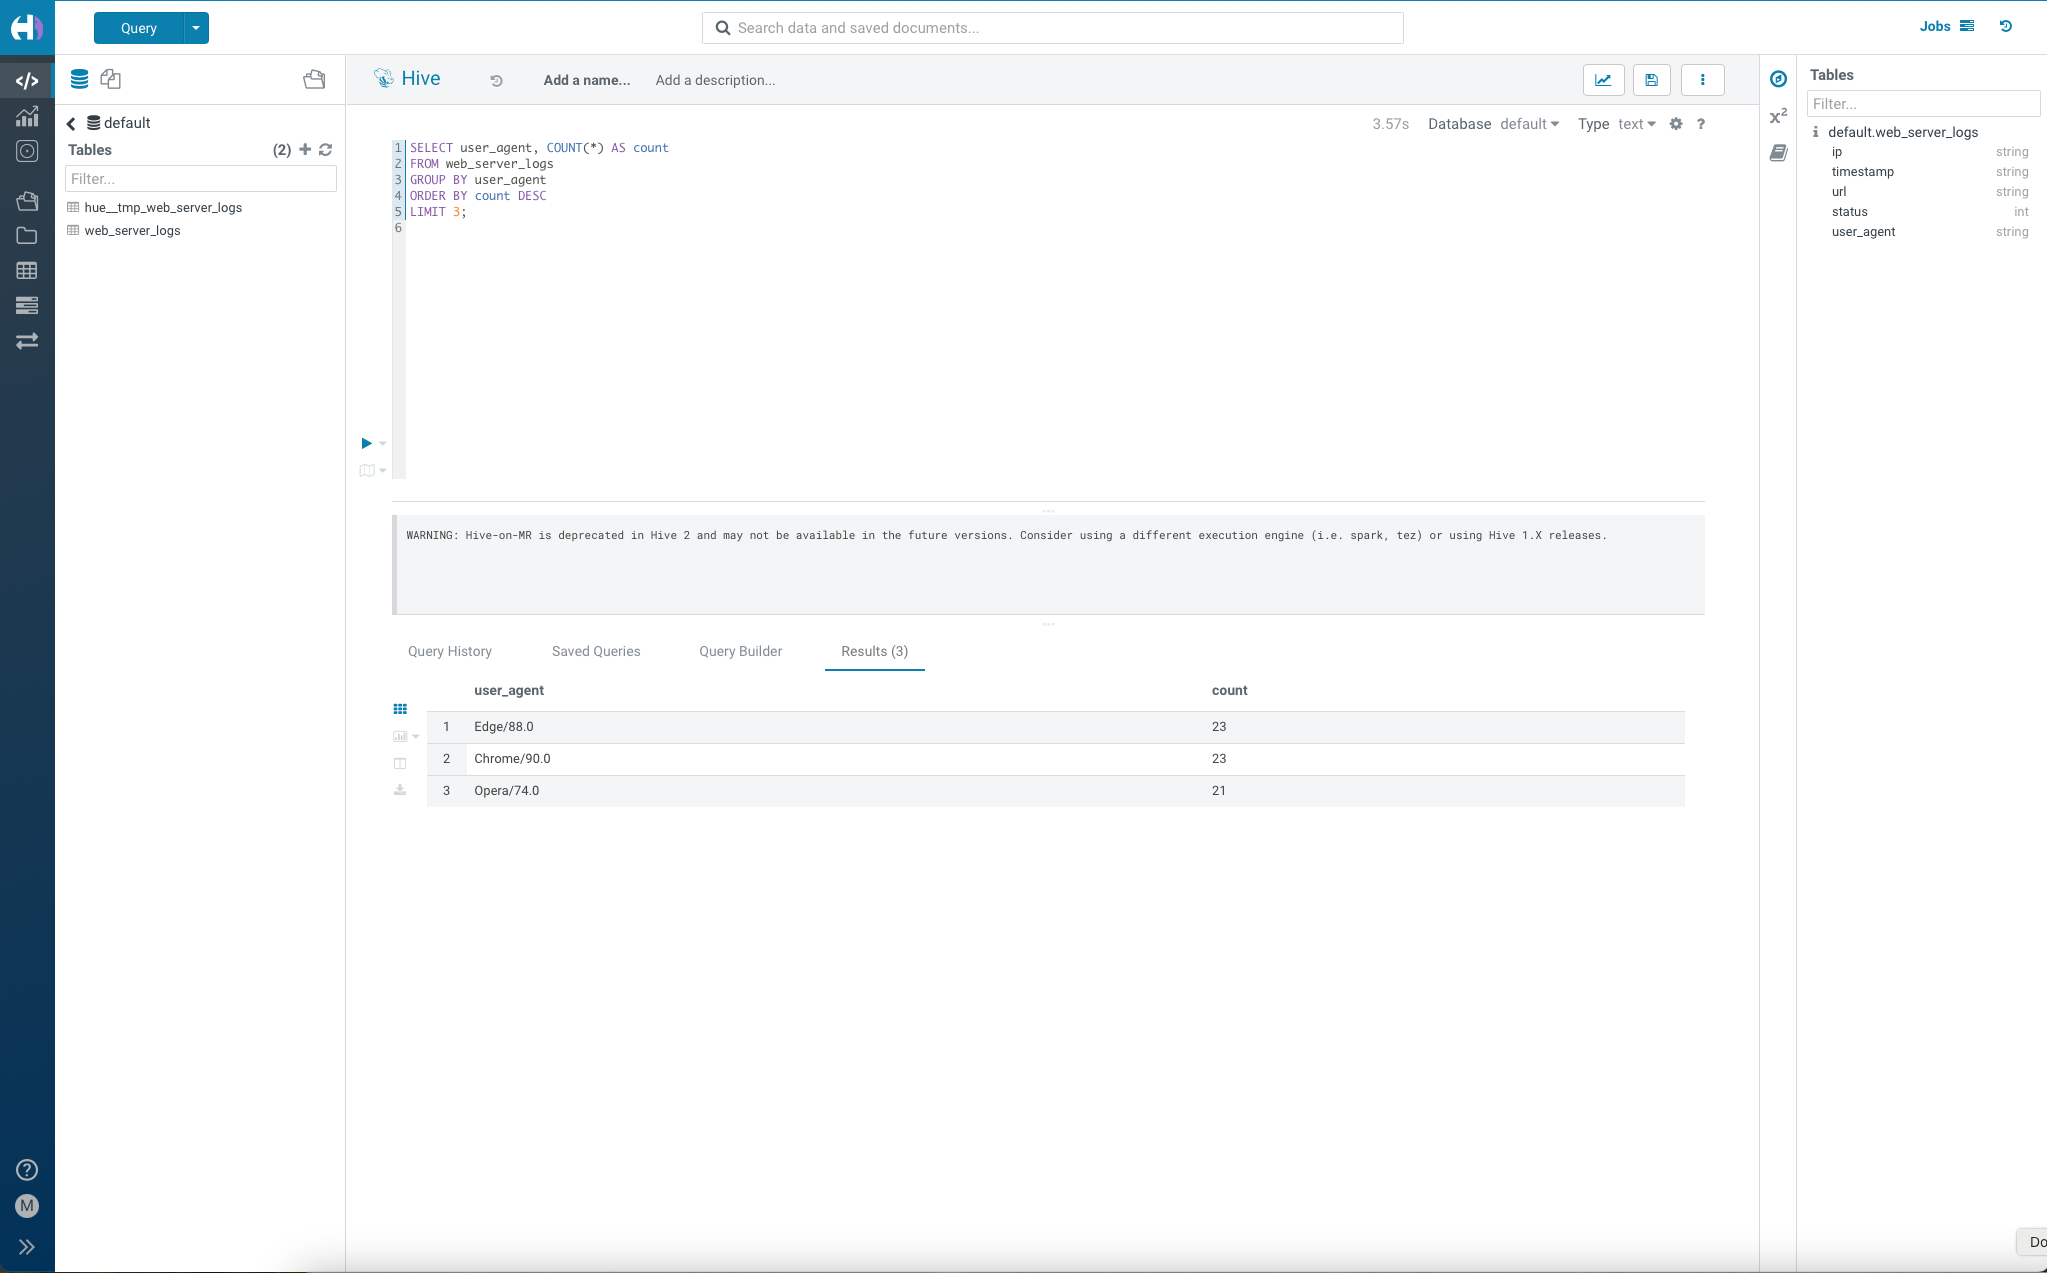 Query
Search data and saved documents...
Jobs
Hive
Add a name...
Add a description...
default
Tables (2)
Filter...
hue__tmp_web_server_logs
web_server_logs
3.57s Database default Type text ?
1 SELECT user_agent, COUNT(*) AS count
2 FROM web_server_logs
3 GROUP BY user_agent
4 ORDER BY count DESC
5 LIMIT 3;
6
WARNING: Hive-on-MR is deprecated in Hive 2 and may not be available in the future versions. Consider using a different execution engine (i.e. spark, tez) or using Hive 1.X releases.
Query History Saved Queries Query Builder Results (3)
user_agent count
1 Edge/88.0 23
2 Chrome/90.0 23
3 Opera/74.0 21
x²
Tables
Filter...
default.web_server_logs
ip string
timestamp string
url string
status int
user_agent string
?
M
Do